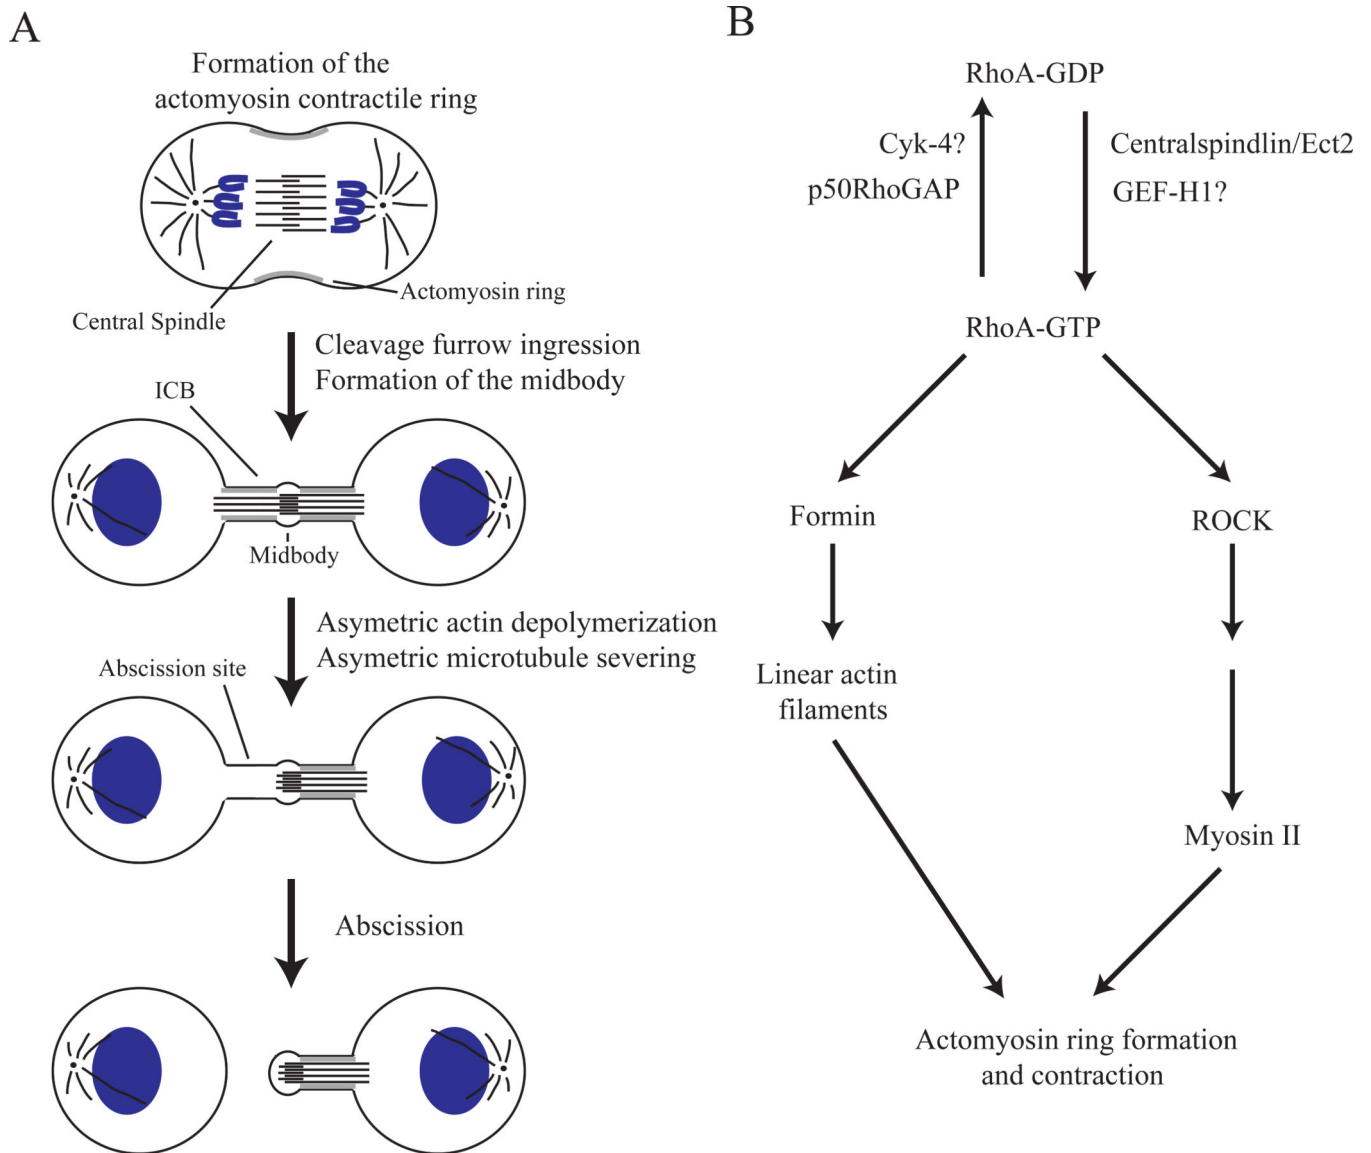 A
Formation of the
actomyosin contractile ring
Actomyosin ring
Central Spindle
Cleavage furrow ingression
Formation of the midbody
ICB
Midbody
Asymetric actin depolymerization
Asymetric microtubule severing
Abscission site
Abscission
B
RhoA-GDP
Cyk-4?
p50RhoGAP
Centralspindlin/Ect2
GEF-H1?
RhoA-GTP
Formin
ROCK
Linear actin
filaments
Myosin II
Actomyosin ring formation
and contraction